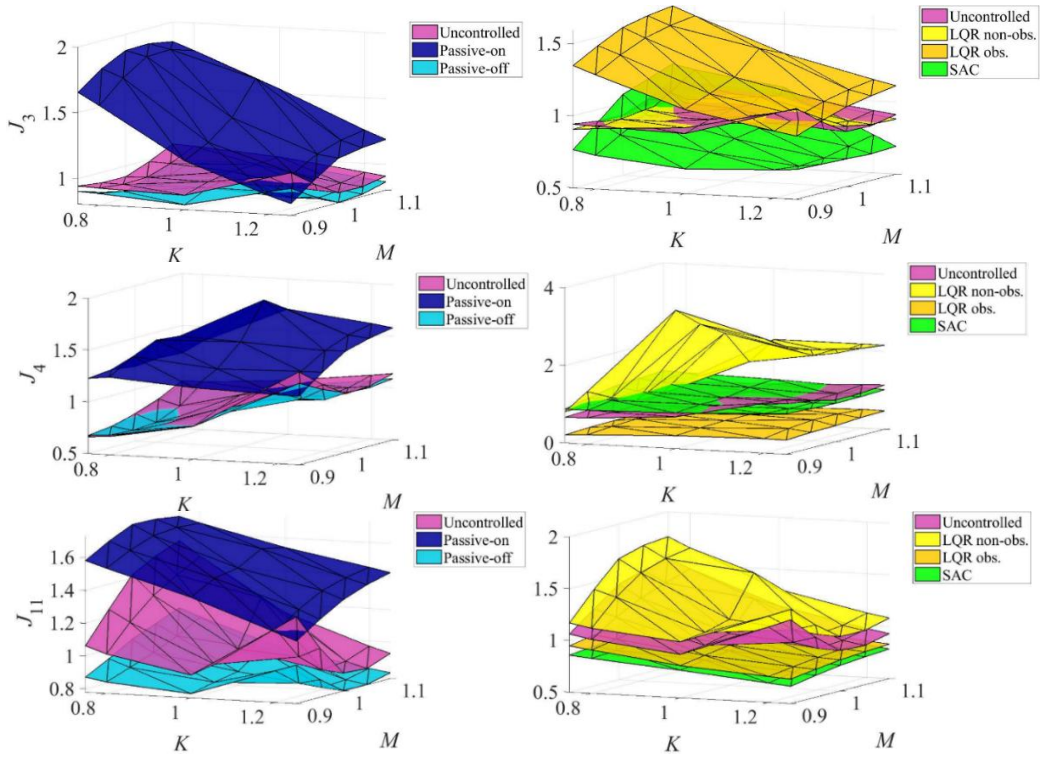 Uncontrolled
Passive-on
Passive-off
2
1.5
1
J3
0.8
1
1.2
0.9
1
1.1
K
M
Uncontrolled
LQR non-obs.
LQR obs.
SAC
1.5
1
0.5
0.8
1
1.2
0.9
1
1.1
K
M
Uncontrolled
Passive-on
Passive-off
2
1.5
1
0.5
J4
0.8
1
1.2
0.9
1
1.1
K
M
Uncontrolled
LQR non-obs.
LQR obs.
SAC
4
2
0
0.8
1
1.2
0.9
1
1.1
K
M
Uncontrolled
Passive-on
Passive-off
1.6
1.4
1.2
1
0.8
J11
0.8
1
1.2
0.9
1
1.1
K
M
Uncontrolled
LQR non-obs.
LQR obs.
SAC
2
1.5
1
0.5
0.8
1
1.2
0.9
1
1.1
K
M